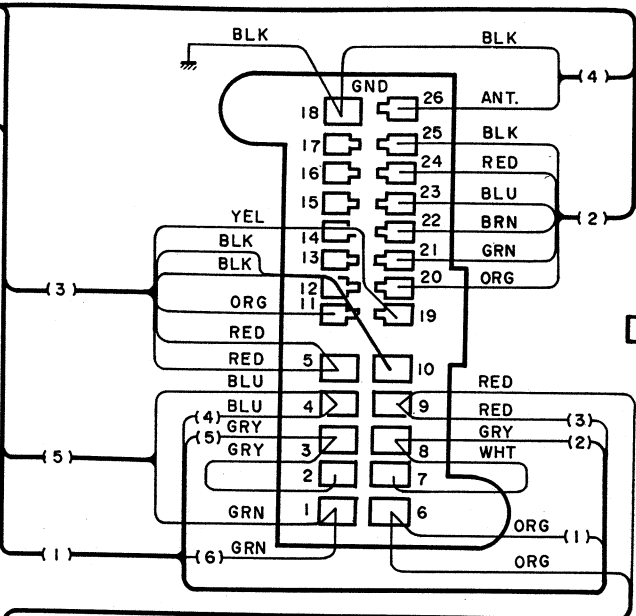 BLK BLK
GND (4)
18 26 ANT.
17 25 BLK
16 24 RED
15 23 BLU
YEL 14 22 BRN (2)
BLK 13 21 GRN
BLK 12 20 ORG
(3) ORG 11 19
RED
RED 5 10
BLU RED
(4) BLU 4 9 RED (3)
(5) GRY 3 8 GRY (2)
(5) GRY WHT
2 7
GRN 1 6
ORG (1)
(1) (6) GRN
ORG